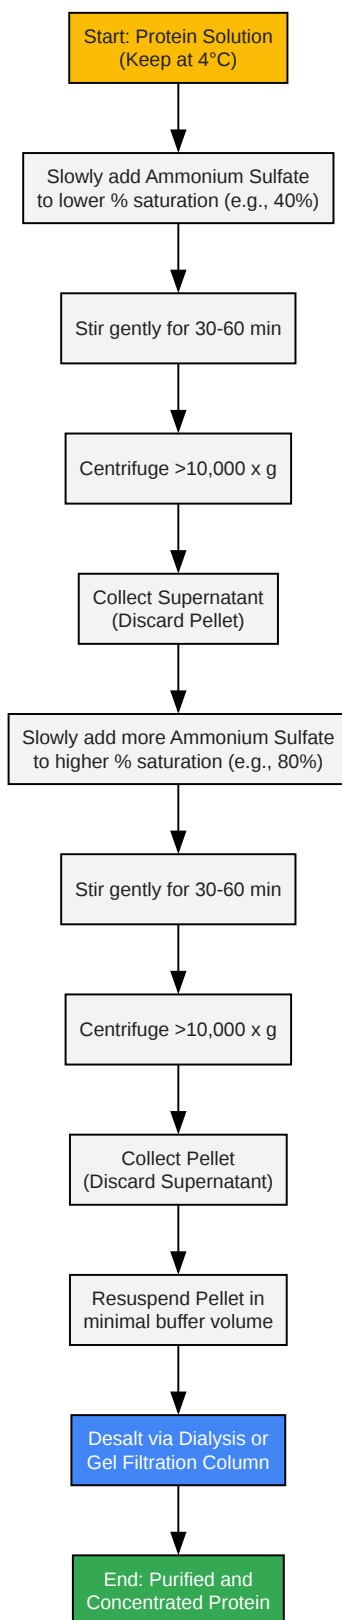 Start: Protein Solution
(Keep at 4°C)
Slowly add Ammonium Sulfate
to lower % saturation (e.g., 40%)
Stir gently for 30-60 min
Centrifuge >10,000 x g
Collect Supernatant
(Discard Pellet)
Slowly add more Ammonium Sulfate
to higher % saturation (e.g., 80%)
Stir gently for 30-60 min
Centrifuge >10,000 x g
Collect Pellet
(Discard Supernatant)
Resuspend Pellet in
minimal buffer volume
Desalt via Dialysis or
Gel Filtration Column
End: Purified and
Concentrated Protein